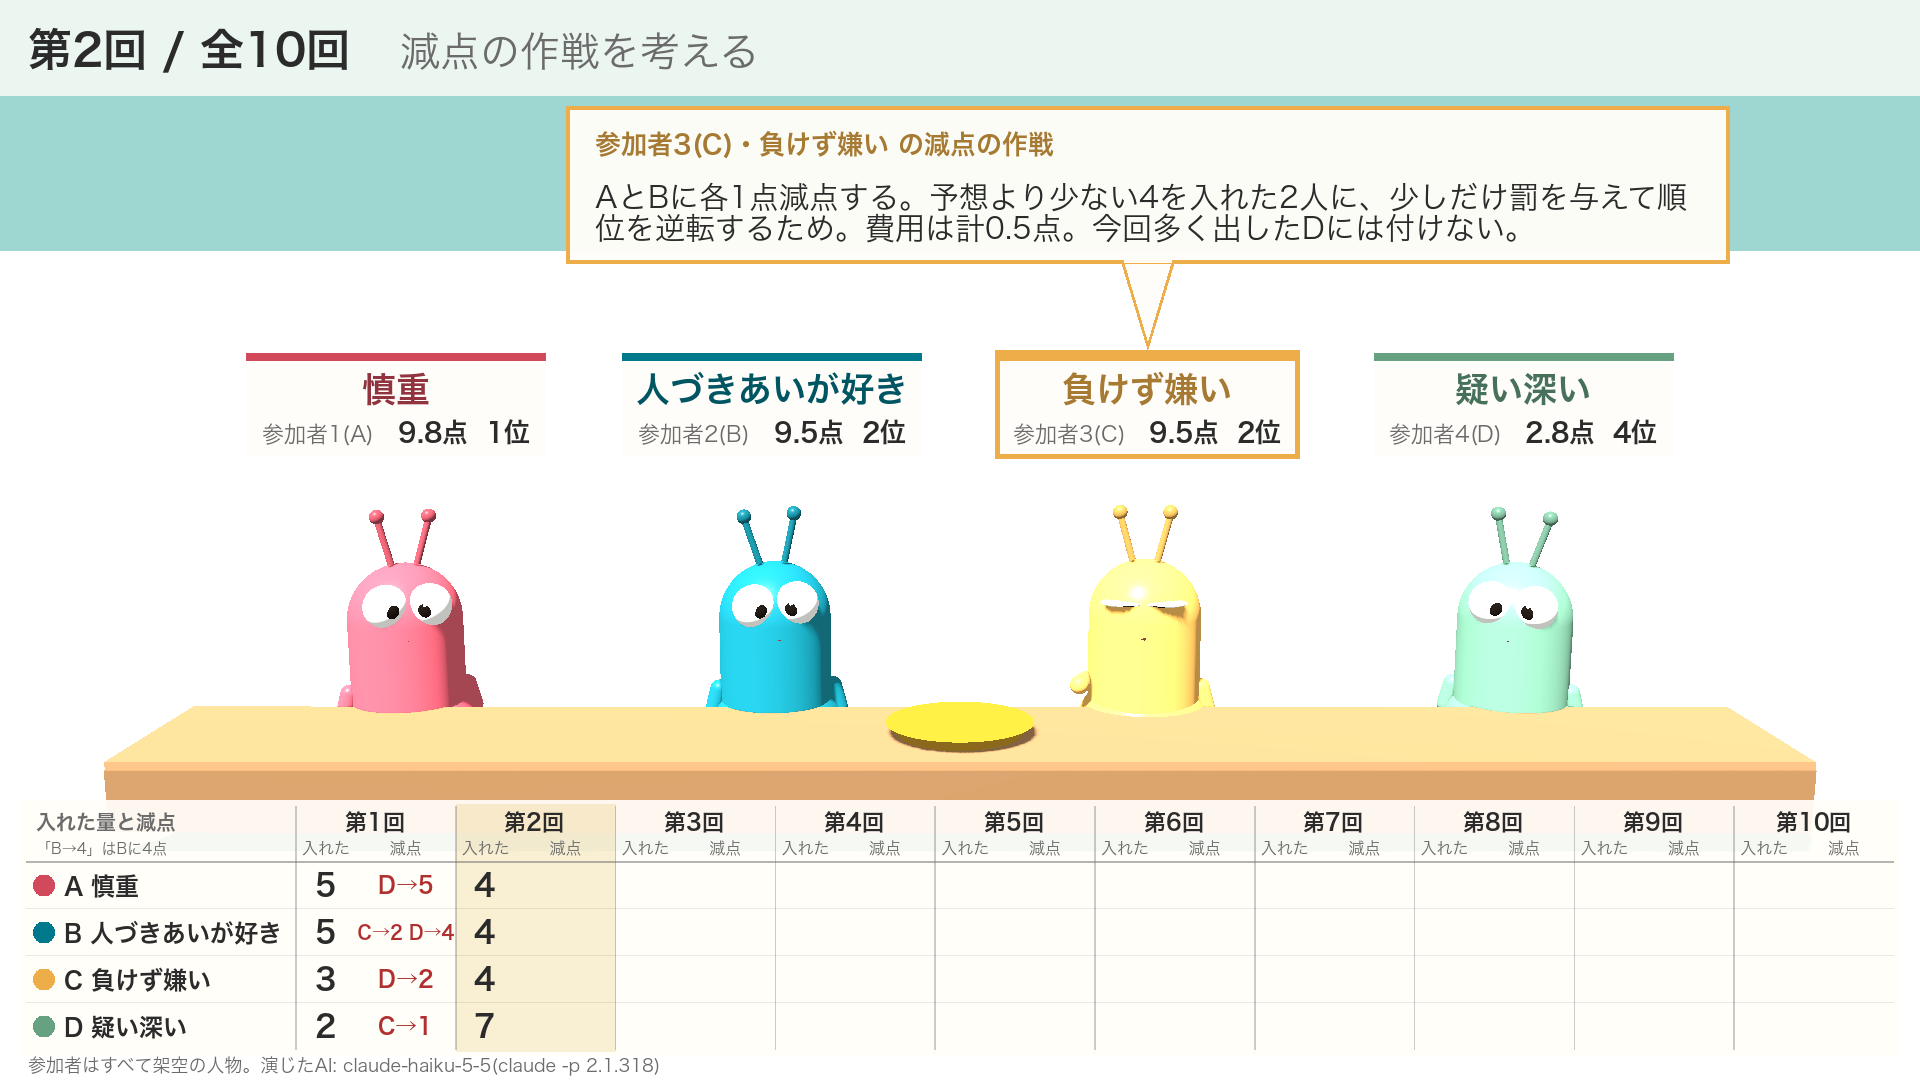 第2回 / 全10回 減点の作戦を考える
参加者3(C)・負けず嫌い の減点の作戦
AとBに各1点減点する。予想より少ない4を入れた2人に、少しだけ罰を与えて順
位を逆転するため。費用は計0.5点。今回多く出したDには付けない。
慎重
参加者1(A) 9.8点 1位
人づきあいが好き
参加者2(B) 9.5点 2位
負けず嫌い
参加者3(C) 9.5点 2位
疑い深い
参加者4(D) 2.8点 4位
入れた量と減点 第1回 第2回 第3回 第4回 第5回 第6回 第7回 第8回 第9回 第10回
「B→4」はBに4点 入れた 減点 入れた 減点 入れた 減点 入れた 減点 入れた 減点 入れた 減点 入れた 減点 入れた 減点 入れた 減点 入れた 減点
A 慎重 5 D→5 4
B 人づきあいが好き 5 C→2 D→4 4
C 負けず嫌い 3 D→2 4
D 疑い深い 2 C→1 7
参加者はすべて架空の人物。演じたAI: claude-haiku-5-5(claude -p 2.1.318)